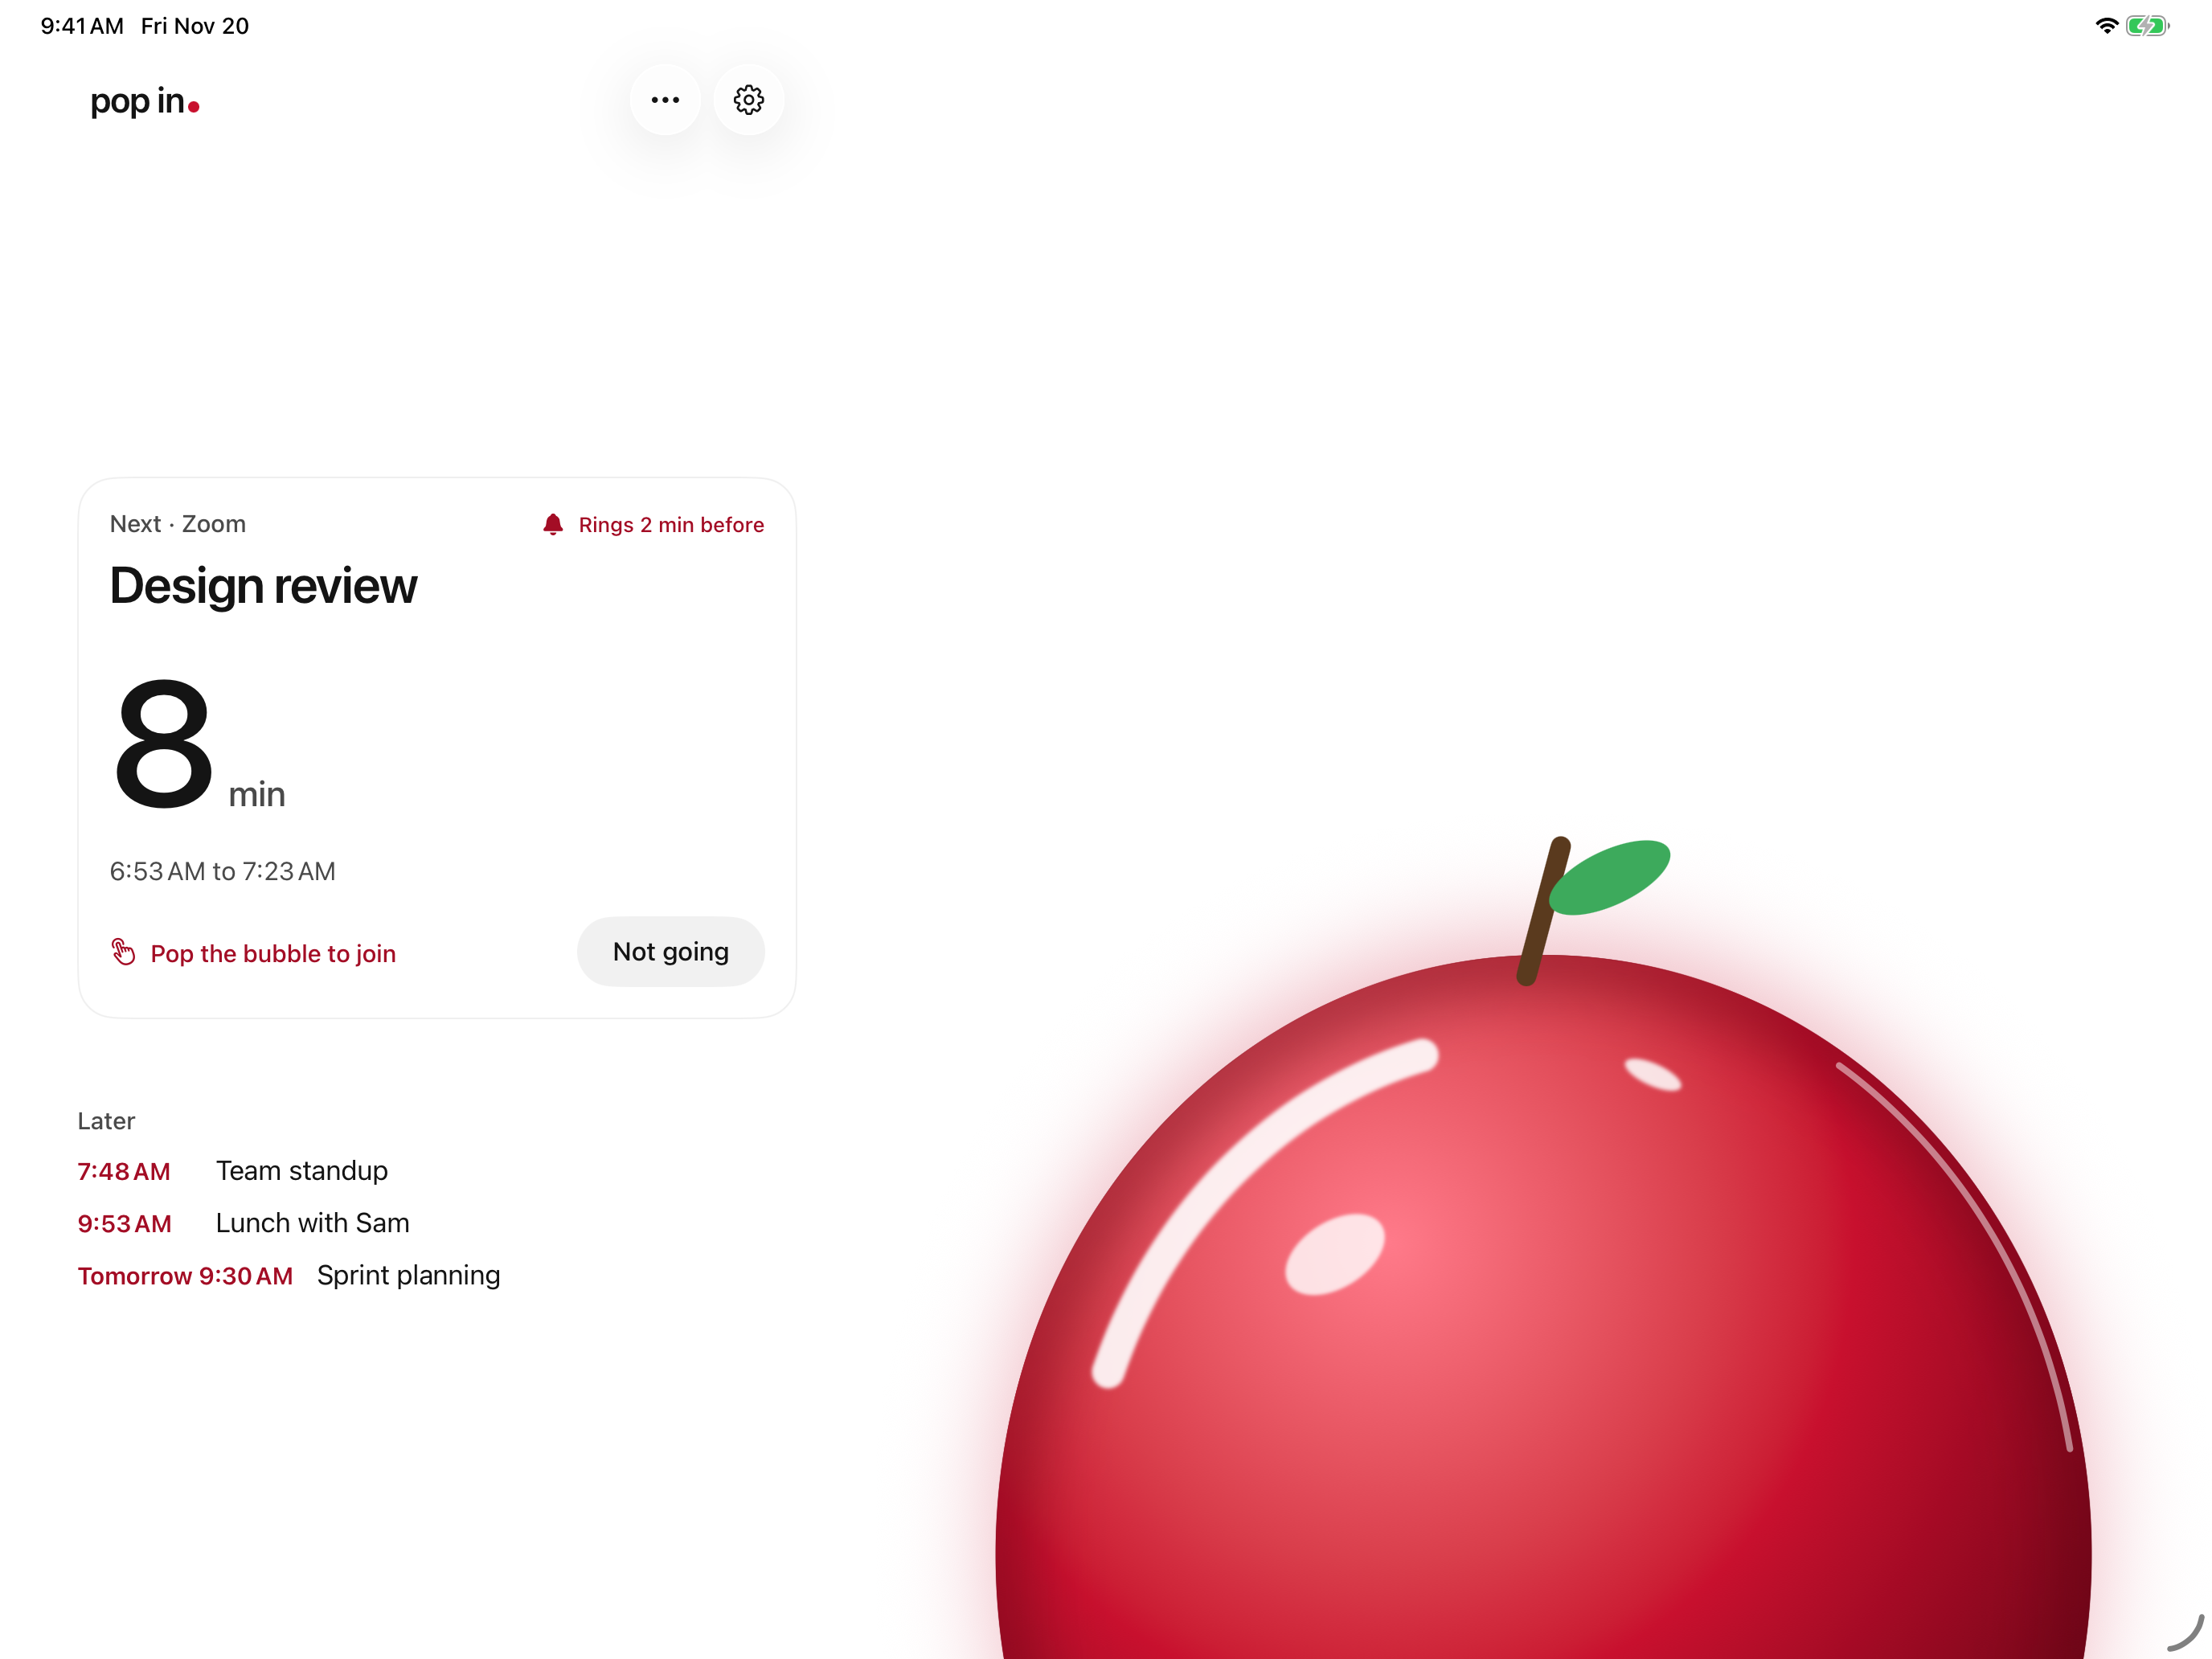 9:41 AM Fri Nov 20
pop in
Next · Zoom
Rings 2 min before
Design review
8 min
6:53 AM to 7:23 AM
Pop the bubble to join
Not going
Later
7:48 AM Team standup
9:53 AM Lunch with Sam
Tomorrow 9:30 AM Sprint planning